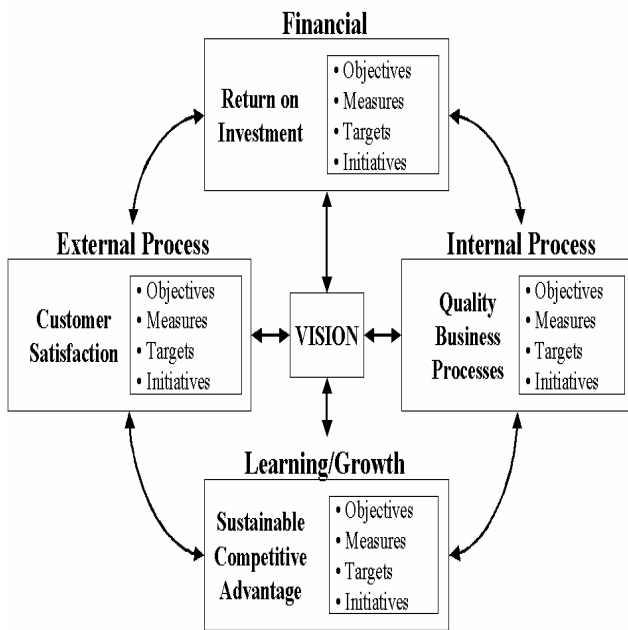 Financial
Return on
Investment
• Objectives
• Measures
• Targets
• Initiatives
External Process
Customer
Satisfaction
• Objectives
• Measures
• Targets
• Initiatives
VISION
Internal Process
Quality
Business
Processes
• Objectives
• Measures
• Targets
• Initiatives
Learning/Growth
Sustainable
Competitive
Advantage
• Objectives
• Measures
• Targets
• Initiatives